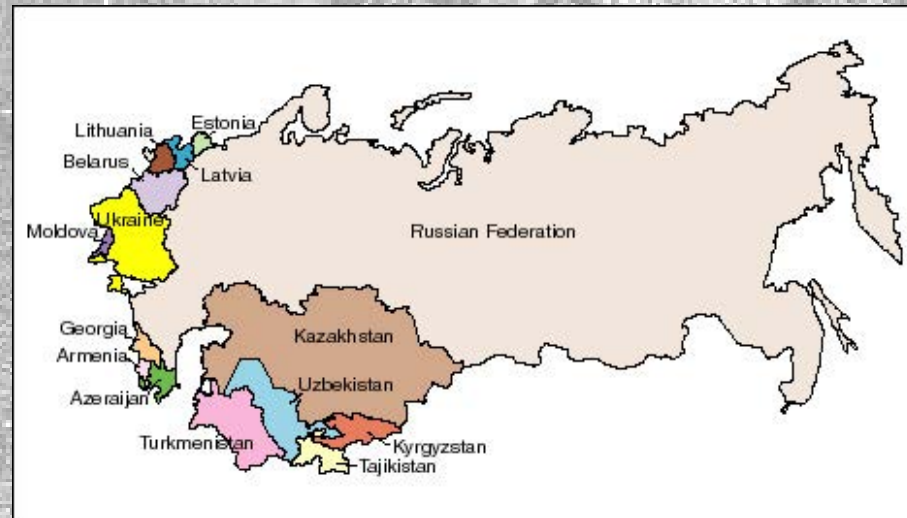 Estonia
Lithuania
Belarus
Latvia
Ukraine
Moldova
Russian Federation
Georgia
Kazakhstan
Armenia
Uzbekistan
Azeraijan
Turkmenistan
Kyrgyzstan
Tajikistan